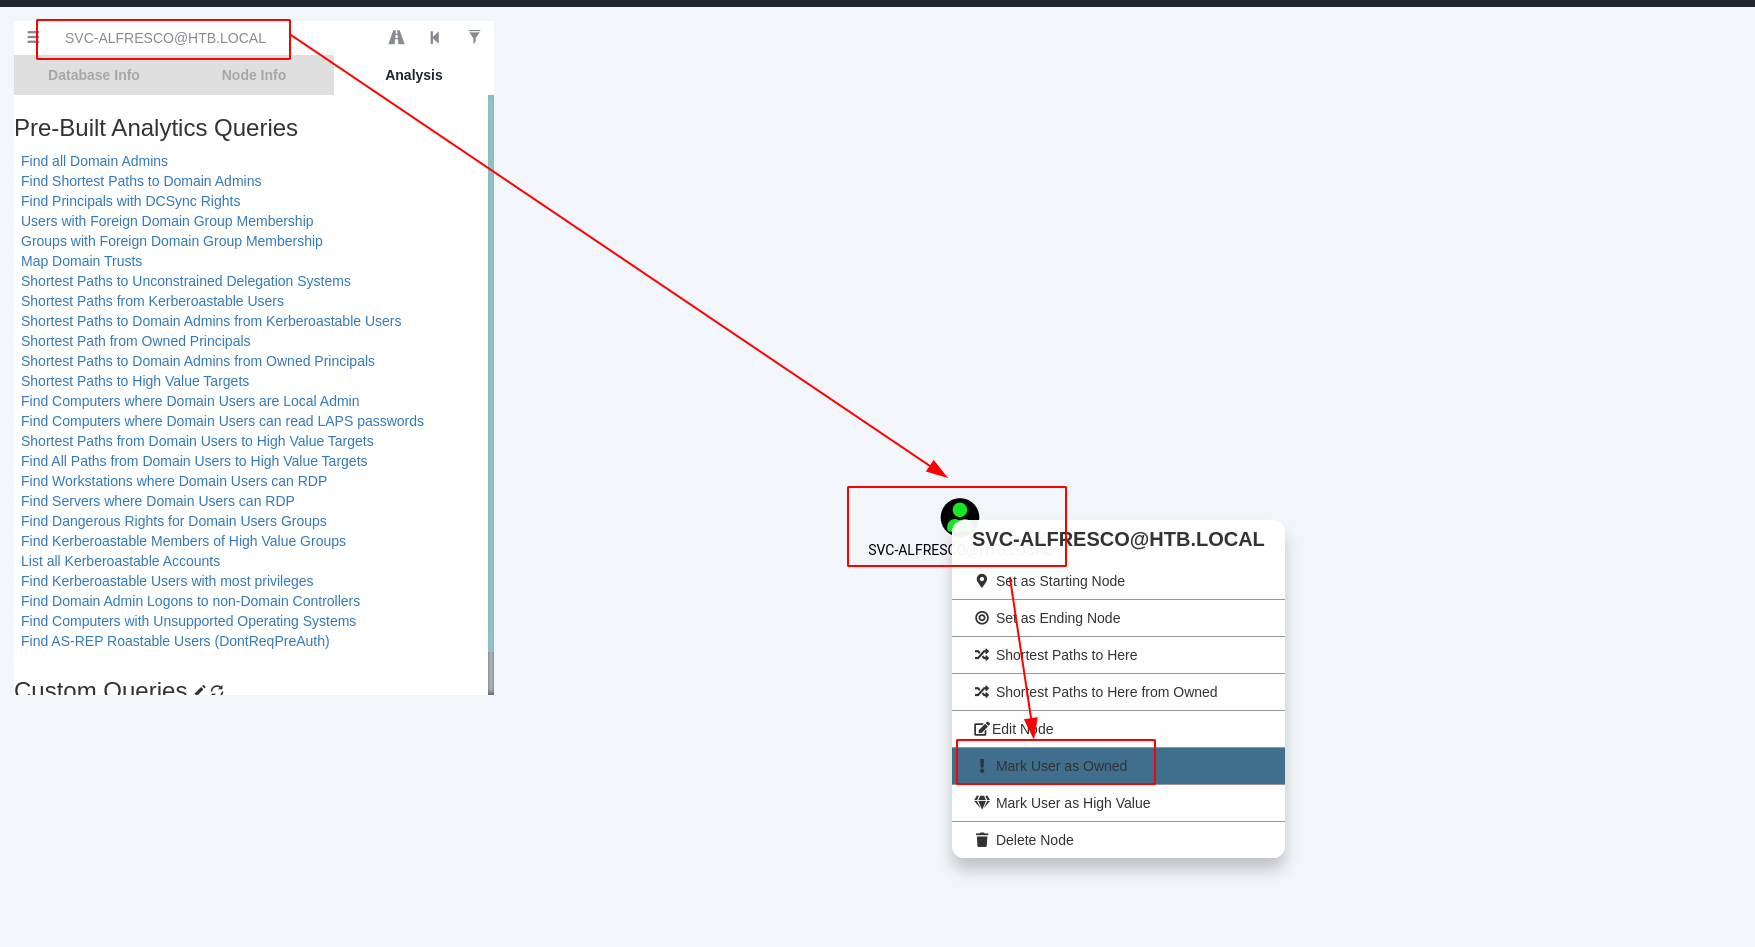 SVC-ALFRESCO@HTB.LOCAL
Database Info
Node Info
Analysis
Pre-Built Analytics Queries
Find all Domain Admins
Find Shortest Paths to Domain Admins
Find Principals with DCSync Rights
Users with Foreign Domain Group Membership
Groups with Foreign Domain Group Membership
Map Domain Trusts
Shortest Paths to Unconstrained Delegation Systems
Shortest Paths from Kerberoastable Users
Shortest Paths to Domain Admins from Kerberoastable Users
Shortest Path from Owned Principals
Shortest Paths to Domain Admins from Owned Principals
Shortest Paths to High Value Targets
Find Computers where Domain Users are Local Admin
Find Computers where Domain Users can read LAPS passwords
Shortest Paths from Domain Users to High Value Targets
Find All Paths from Domain Users to High Value Targets
Find Workstations where Domain Users can RDP
Find Servers where Domain Users can RDP
Find Dangerous Rights for Domain Users Groups
Find Kerberoastable Members of High Value Groups
List all Kerberoastable Accounts
Find Kerberoastable Users with most privileges
Find Domain Admin Logons to non-Domain Controllers
Find Computers with Unsupported Operating Systems
Find AS-REP Roastable Users (DontReqPreAuth)
Custom Queries
SVC-ALFRESCO@HTB.LOCAL
SVC-ALFRESCO@HTB.LOCAL
Set as Starting Node
Set as Ending Node
Shortest Paths to Here
Shortest Paths to Here from Owned
Edit Node
Mark User as Owned
Mark User as High Value
Delete Node